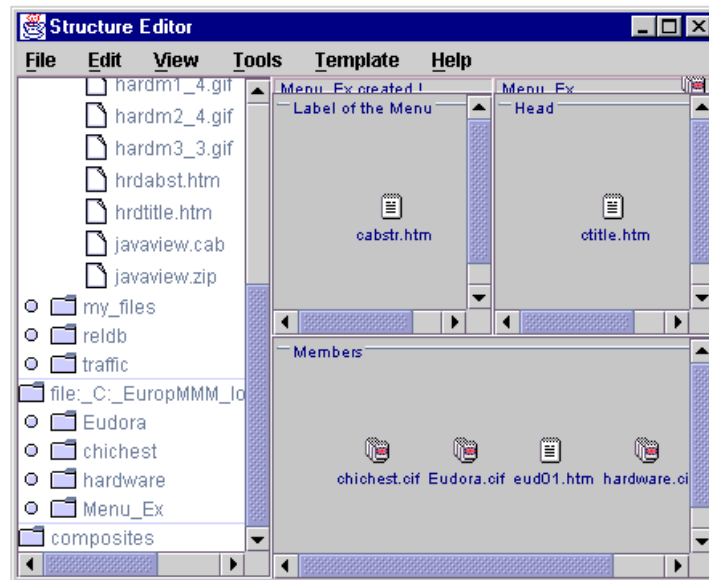 Structure Editor
File Edit View Tools Template Help
hardm1_4.gif
hardm2_4.gif
hardm3_3.gif
hrdabst.htm
hrdtitle.htm
javaview.cab
javaview.zip
my_files
reldb
traffic
file:_C:_EuropMMM_lo
Eudora
chichest
hardware
Menu_Ex
composites
Menu_Ex created !
Label of the Menu
cabstr.htm
Menu_Ex
Head
ctitle.htm
Members
chichest.cif Eudora.cif eud01.htm hardware.ci